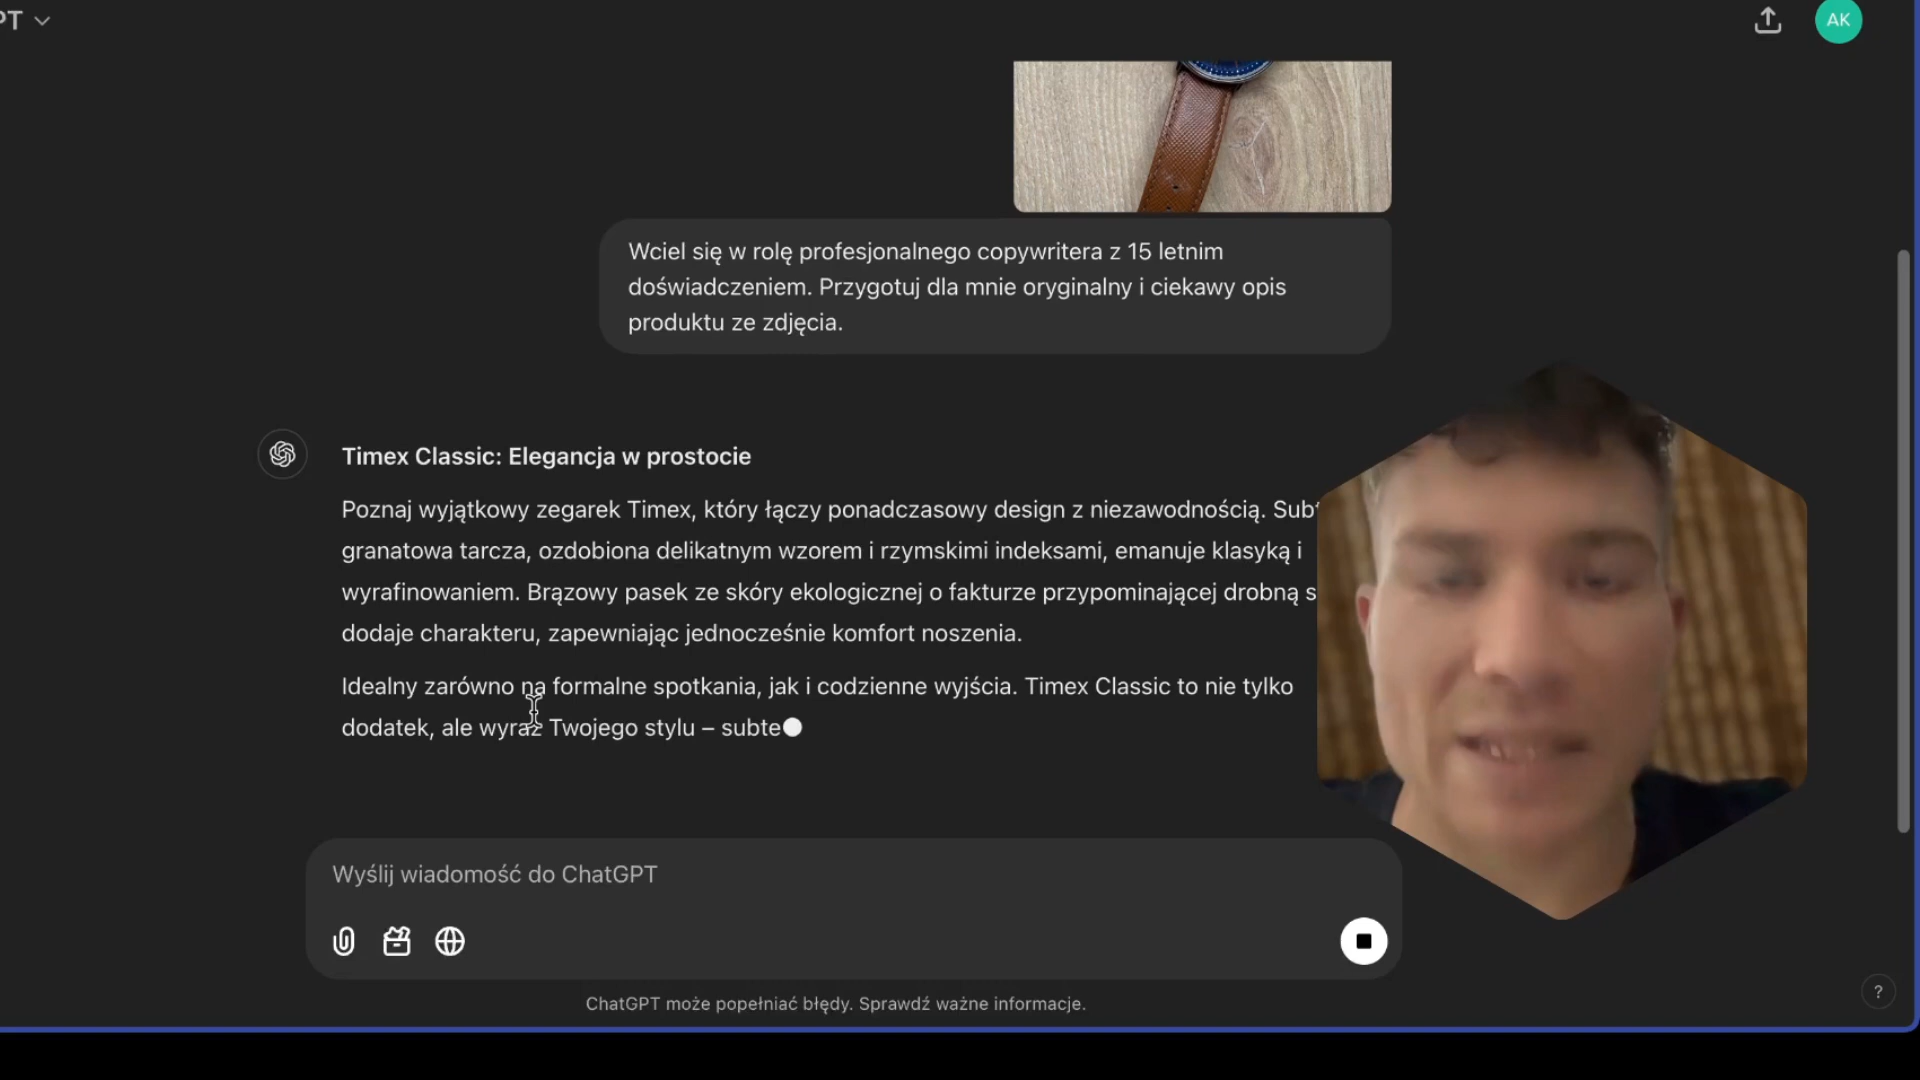 PT
AK
Wciel się w rolę profesjonalnego copywritera z 15 letnim
doświadczeniem. Przygotuj dla mnie oryginalny i ciekawy opis
produktu ze zdjęcia.
Timex Classic: Elegancja w prostocie
Poznaj wyjątkowy zegarek Timex, który łączy ponadczasowy design z niezawodnością.
granatowa tarcza, ozdobiona delikatnym wzorem i rzymskimi indeksami, emanuje klasyką i
wyrafinowaniem. Brązowy pasek ze skóry ekologicznej o fakturze przypominającej drobną
dodaje charakteru, zapewniając jednocześnie komfort noszenia.
Idealny zarówno na formalne spotkania, jak i codzienne wyjścia. Timex Classic to nie tylko
dodatek, ale wyraz Twojego stylu – subte
Wyślij wiadomość do ChatGPT
ChatGPT może popełniać błędy. Sprawdź ważne informacje.
?